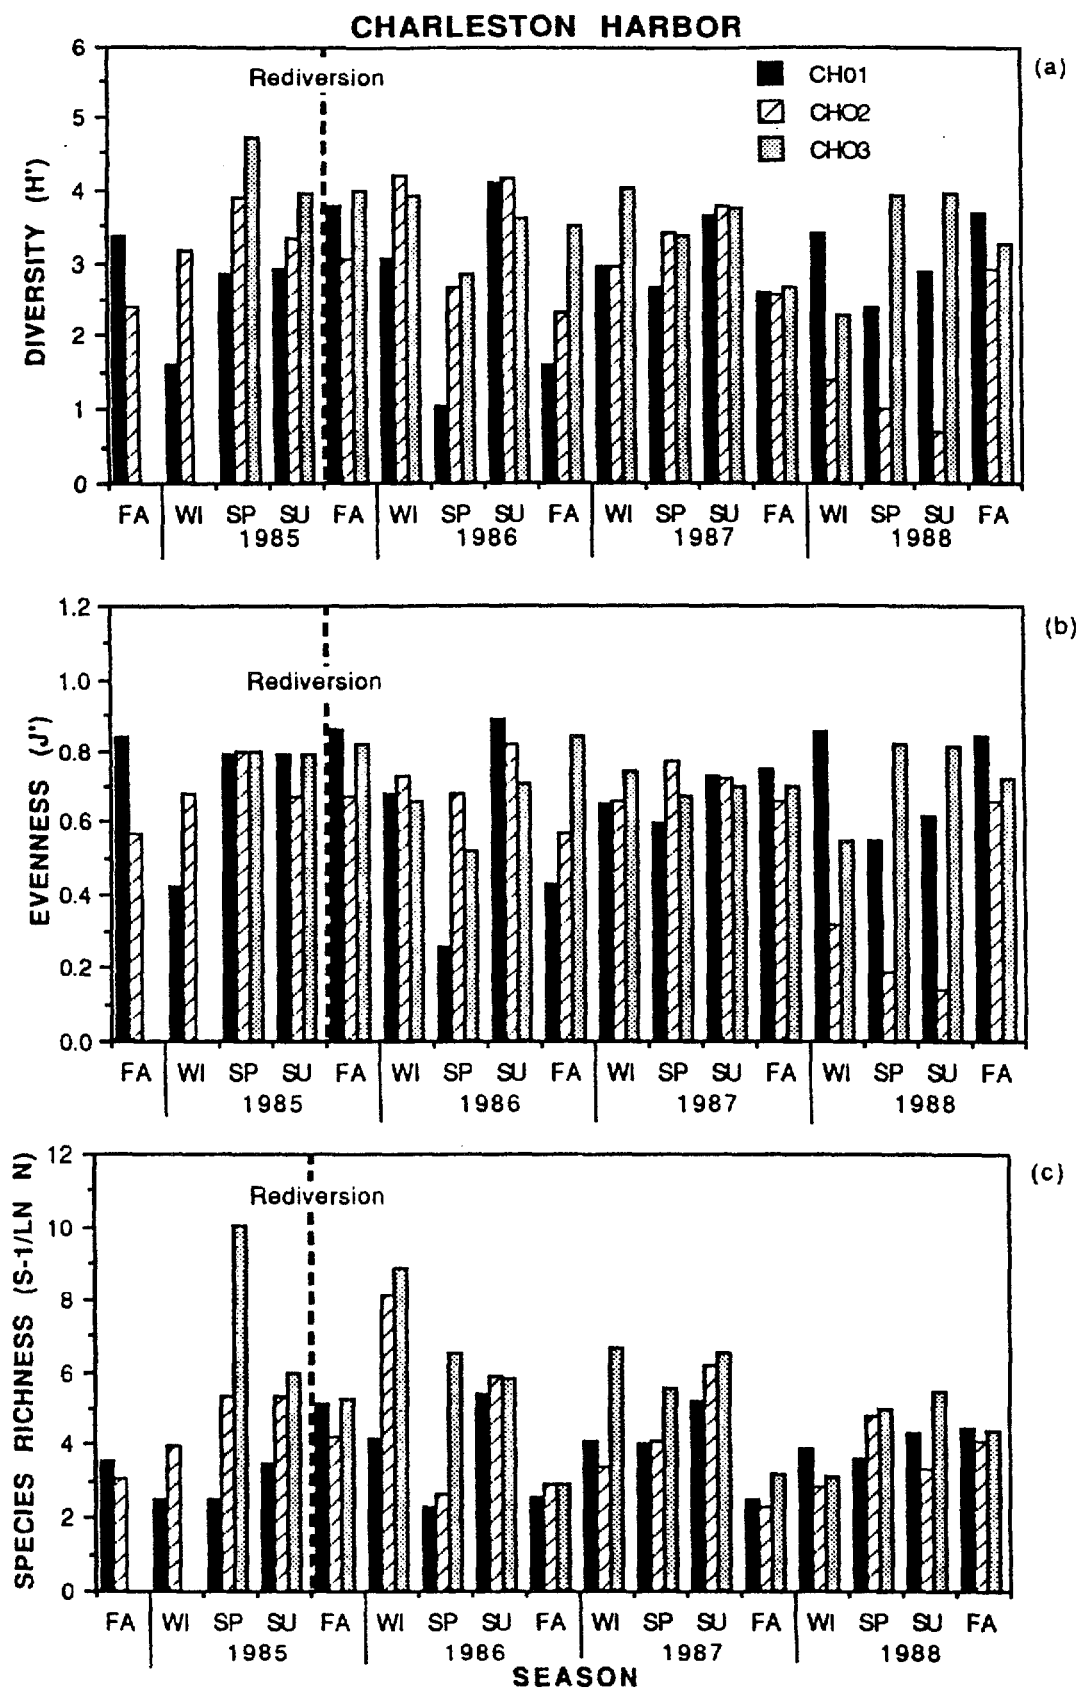 CHARLESTON HARBOR
(a)
Rediversion
CH01
CHO2
CHO3
DIVERSITY (H')
6
5
4
3
2
1
0
FA WI SP SU FA WI SP SU FA WI SP SU FA WI SP SU FA
1985 1986 1987 1988
(b)
Rediversion
EVENNESS (J')
1.2
1.0
0.8
0.6
0.4
0.2
0.0
FA WI SP SU FA WI SP SU FA WI SP SU FA WI SP SU FA
1985 1986 1987 1988
(c)
Rediversion
SPECIES RICHNESS (S-1/LN N)
12
10
8
6
4
2
0
FA WI SP SU FA WI SP SU FA WI SP SU FA WI SP SU FA
1985 1986 1987 1988
SEASON